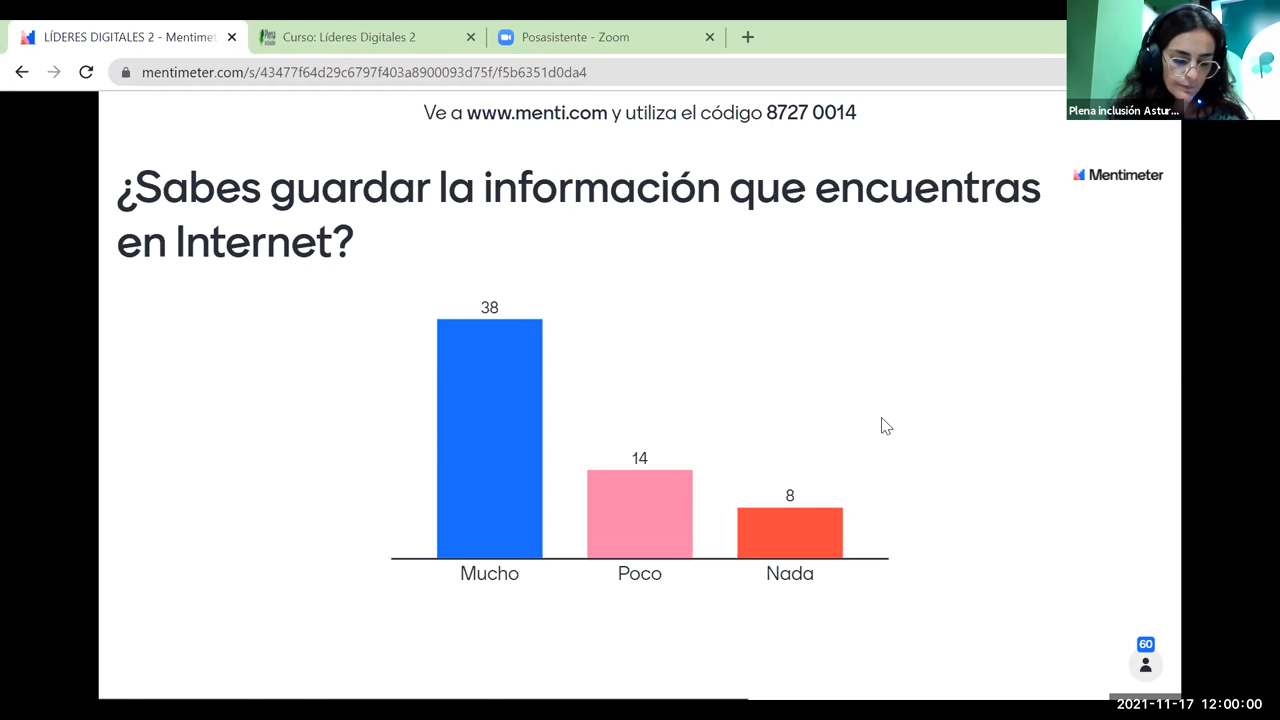 LÍDERES DIGITALES 2 - Mentimet
Curso: Líderes Digitales 2
Posasistente - Zoom
mentimeter.com/s/43477f64d29c6797f403a8900093d75f/f5b6351d0da4
Plena inclusión Astur...
Ve a www.menti.com y utiliza el código 8727 0014
Mentimeter
¿Sabes guardar la información que encuentras
en Internet?
38
14
8
Mucho
Poco
Nada
60
2021-11-17 12:00:00